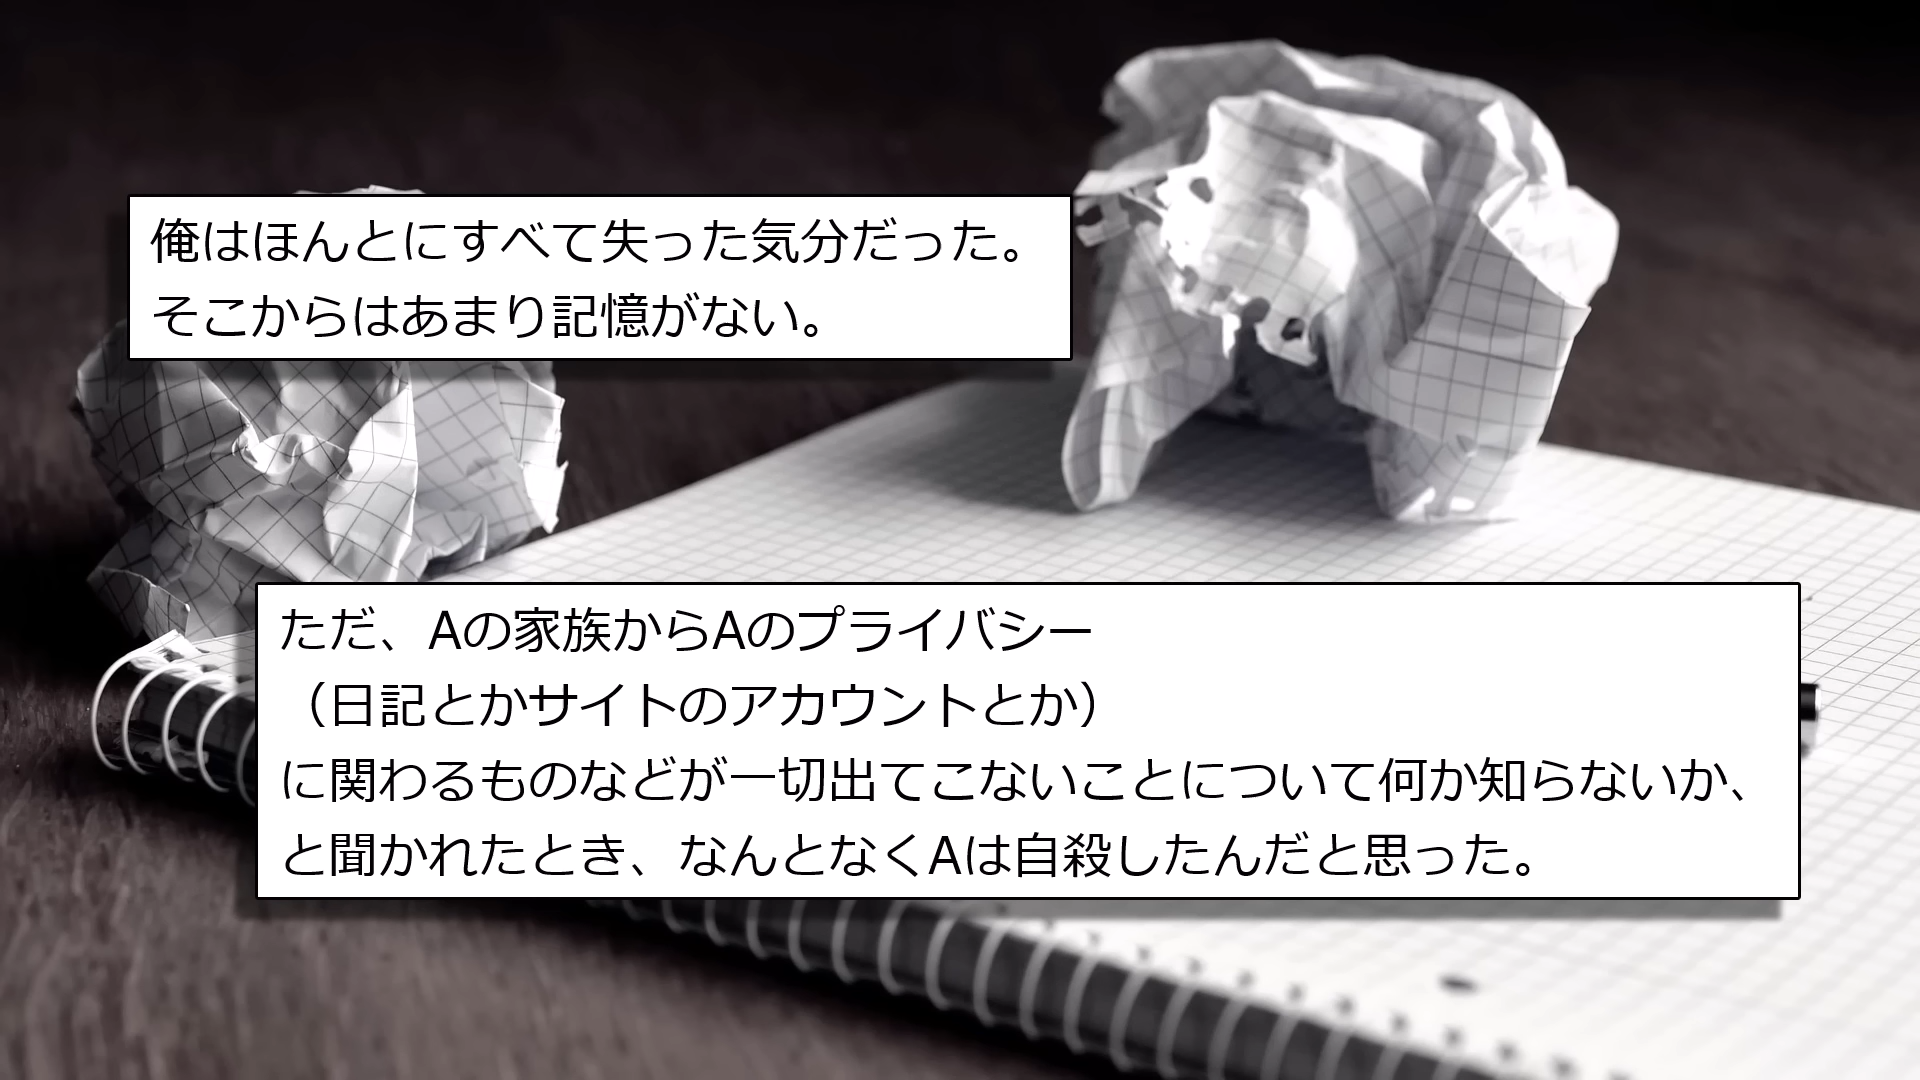 俺はほんとにすべて失った気分だった。
そこからはあまり記憶がない。
ただ、Aの家族からAのプライバシー
（日記とかサイトのアカウントとか）
に関わるものなどが一切出てこないことについて何か知らないか、
と聞かれたとき、なんとなくAは自殺したんだと思った。